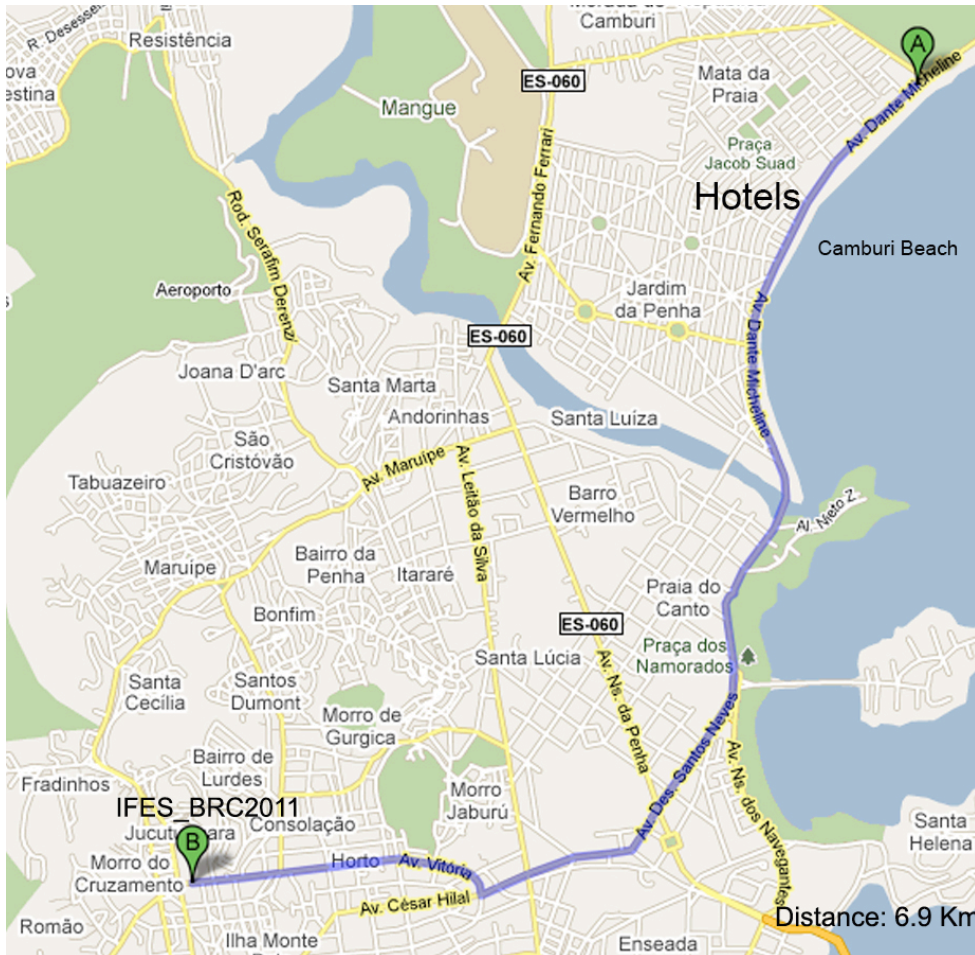 Camburi
R. Desessei
Resistência
ova
estina
ES-060
A
Mangue
Mata da
Praia
Av. Dante Micheline
Praça
Jacob Suad
Hotels
Rod. Serafim Derenzi
Av. Fernando Ferrari
Camburi Beach
Aeroporto
Jardim
da Penha
Av. Dante Micheline
ES-060
s
Joana D'arc
Santa Marta
Andorinhas
Santa Luíza
São
Cristóvão
Av. Maruípe
Av. Leitão da Silva
Tabuazeiro
Barro
Vermelho
Al. Nieto Z.
Maruipe
Bairro da
Penha
Itararé
Bonfim
Praia do
Canto
ES-060
Praça dos
Namorados
Santa Lúcia
Av. Ns. da Penha
Santa
Cecília
Santos
Dumont
Morro de
Gurgica
Av. Des. Santos Neves
Av. Ns. dos Navegantes
Bairro de
Lurdes
Fradinhos
Morro
Jaburú
IFES_BRC2011
Consolação
B
Santa
Helena
Morro do
Cruzamento
Horto
Av. Vitória
Av. César Hilal
Romão
Distance: 6.9 Km
Ilha Monte
Enseada